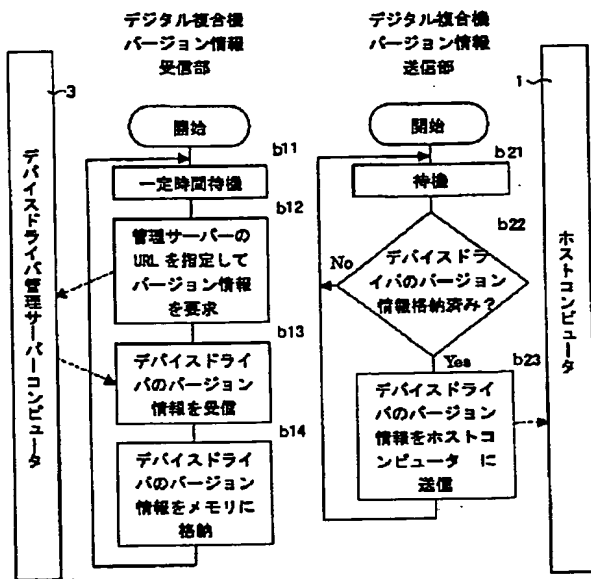 デジタル複合機
バージョン情報
受信部
デジタル複合機
バージョン情報
送信部
3
デバイスドライバ管理サーバーコンピュータ
開始
b11
一定時間待機
b12
管理サーバーの
URLを指定して
バージョン情報
を要求
b13
デバイスドライ
バのバージョン
情報を受信
b14
デバイスドライ
バのバージョン
情報をメモリに
格納
開始
b21
待機
b22
デバイスドラ
イバのバージョン
情報格納済み?
No
Yes
b23
デバイスドライ
バのバージョン
情報をホストコ
ンピュータ に
送信
1
ホストコンピュータ